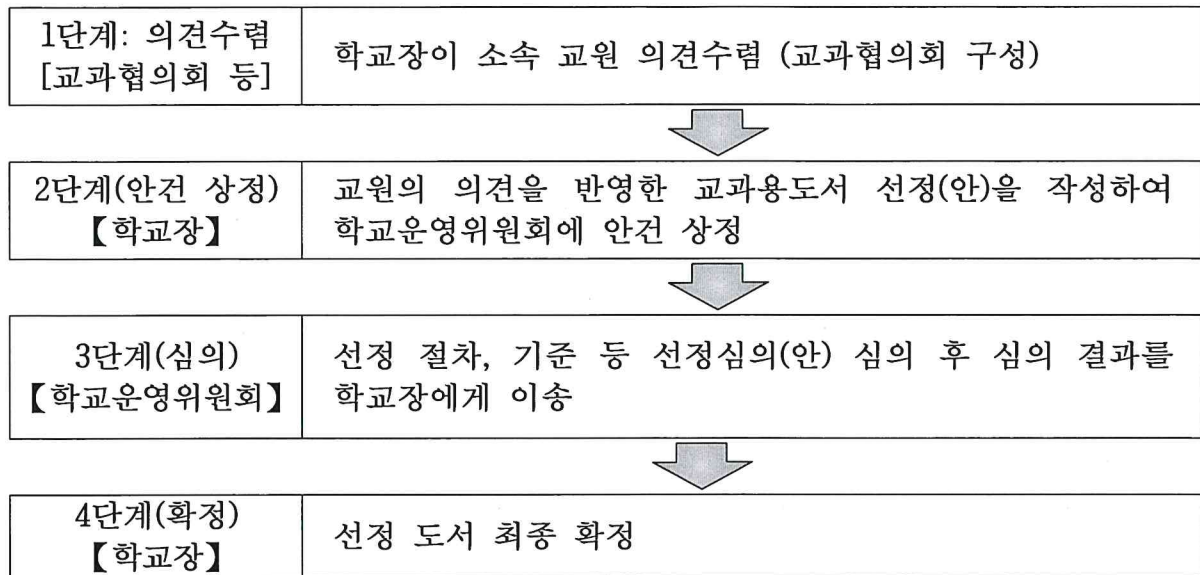 1단계: 의견수렴
[교과협의회 등]
학교장이 소속 교원 의견수렴 (교과협의회 구성)
2단계(안건 상정)
【학교장】
교원의 의견을 반영한 교과용도서 선정(안)을 작성하여
학교운영위원회에 안건 상정
3단계(심의)
【학교운영위원회】
선정 절차, 기준 등 선정심의(안) 심의 후 심의 결과를
학교장에게 이송
4단계(확정)
【학교장】
선정 도서 최종 확정